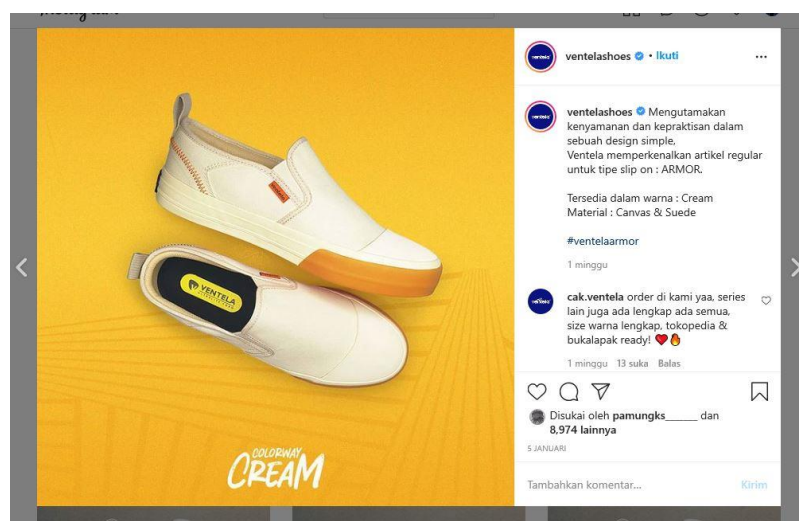 ventelashoes • Ikuti
ventelashoes Mengutamakan
kenyamanan dan kepraktisan dalam
sebuah design simple,
Ventela memperkenalkan artikel regular
untuk tipe slip on : ARMOR.
Tersedia dalam warna : Cream
Material : Canvas & Suede
#ventelaarmor
1 minggu
cak.ventela order di kami yaa, series
lain juga ada lengkap ada semua,
size warna lengkap, tokopedia &
bukalapak ready! ❤️🔥
1 minggu 13 suka Balas
Disukai oleh pamungks______ dan
8,974 lainnya
5 JANUARI
Tambahkan komentar... Kirim
VENTELA
COLORWAY
CREAM